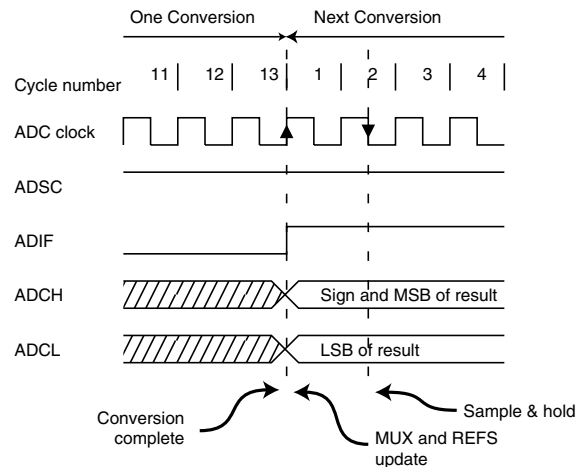 One Conversion Next Conversion
Cycle number 11 12 13 1 2 3 4
ADC clock
ADSC
ADIF
ADCH Sign and MSB of result
ADCL LSB of result
Conversion
complete
MUX and REFS
update
Sample & hold